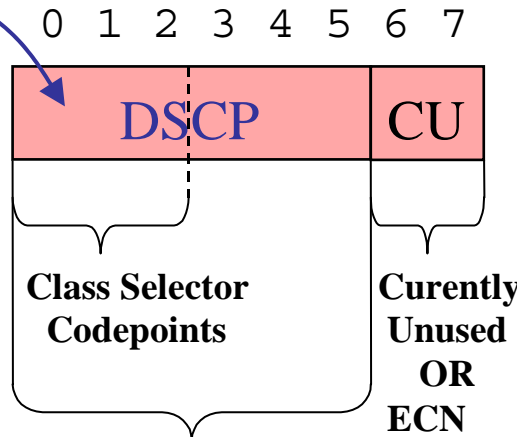 0 1 2 3 4 5 6 7
DSCP CU
Class Selector
Codepoints
Curently
Unused
OR
ECN